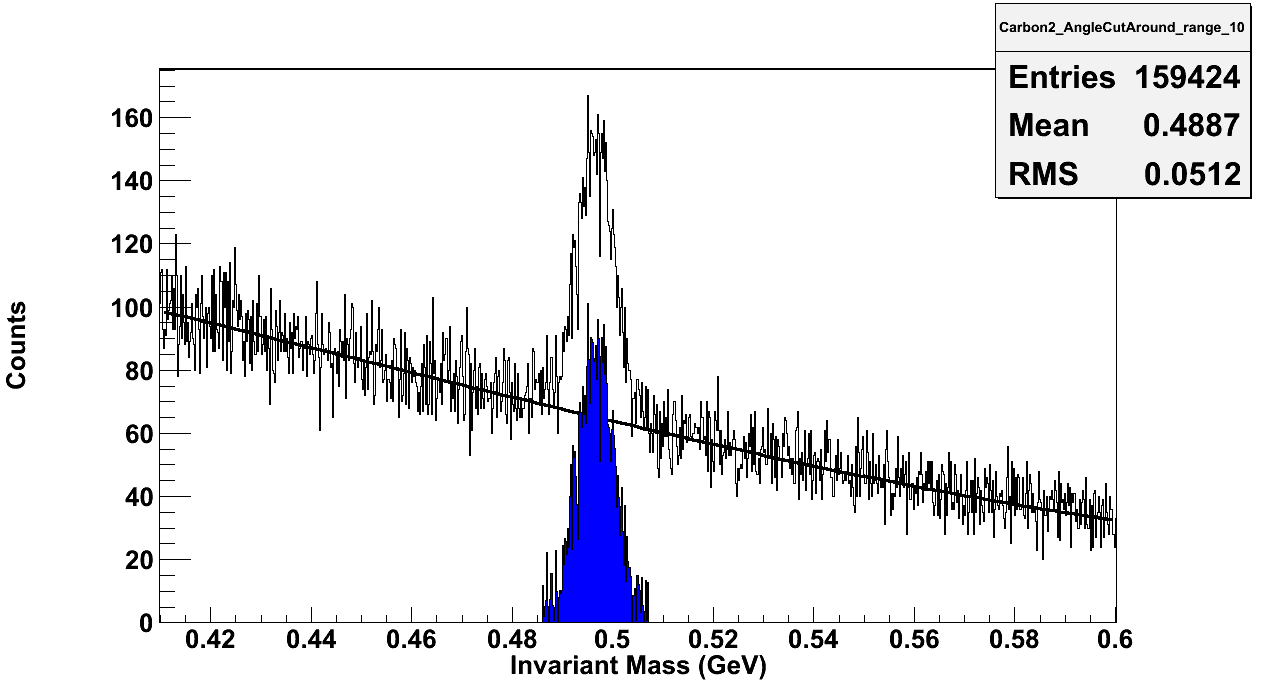 Carbon2_AngleCutAround_range_10
Entries 159424
Mean 0.4887
RMS 0.0512
160
140
120
100
80
60
40
20
0
Counts
0.42 0.44 0.46 0.48 0.5 0.52 0.54 0.56 0.58 0.6
Invariant Mass (GeV)